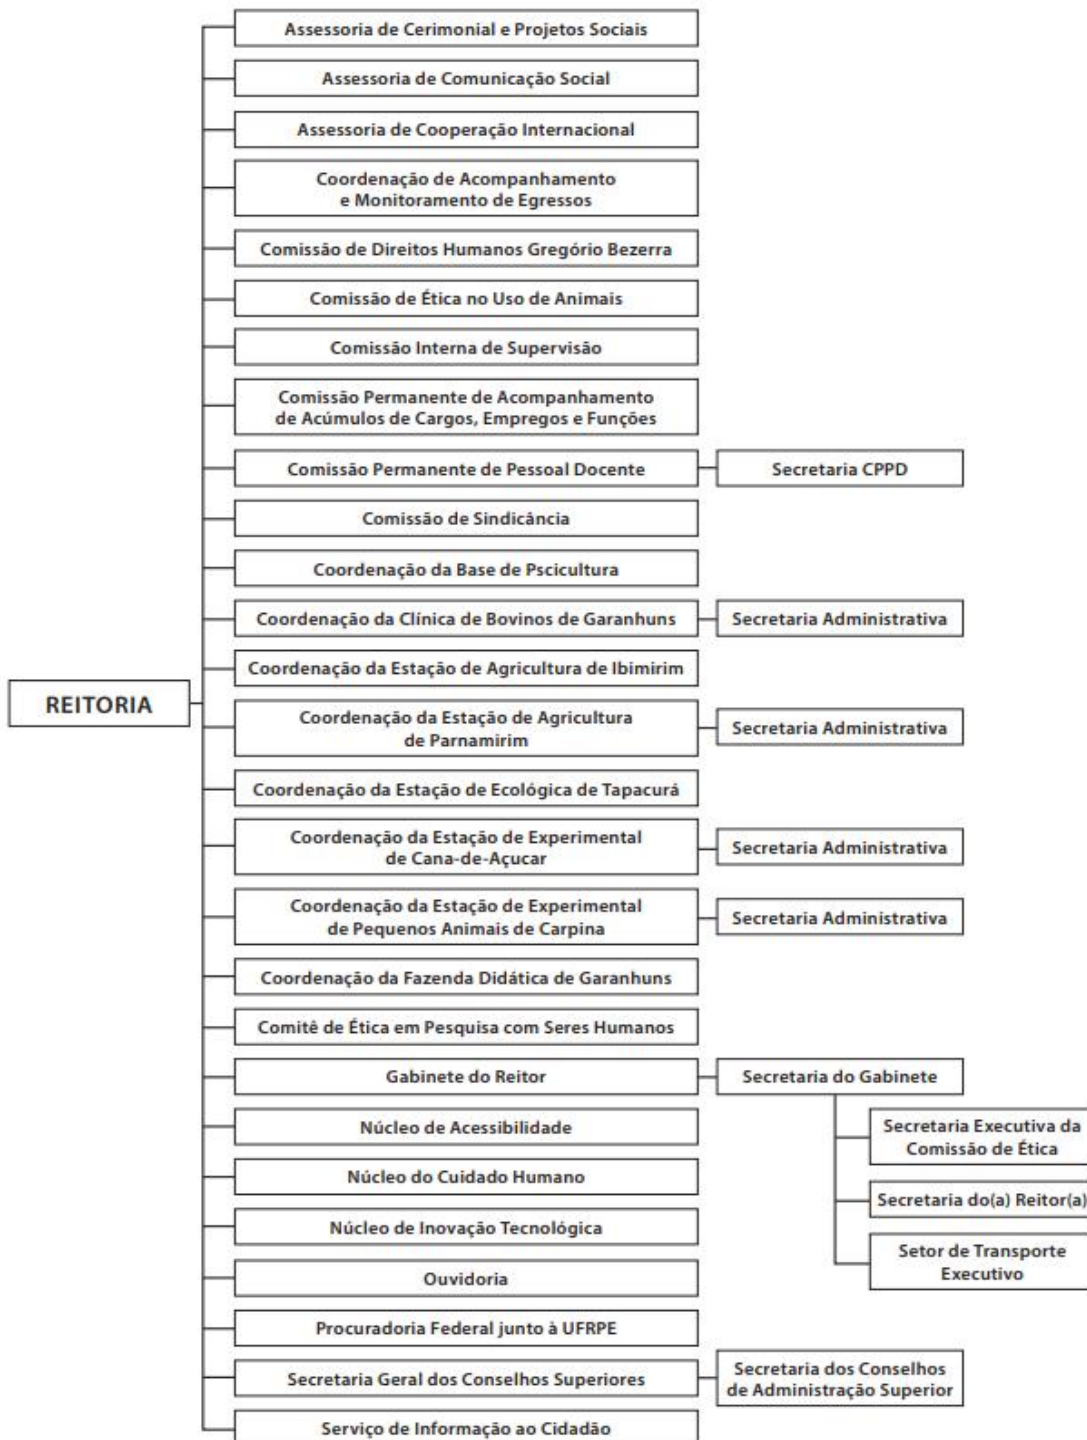 Assessoria de Cerimonial e Projetos Sociais
Assessoria de Comunicação Social
Assessoria de Cooperação Internacional
Coordenação de Acompanhamento
e Monitoramento de Egressos
Comissão de Direitos Humanos Gregório Bezerra
Comissão de Ética no Uso de Animais
Comissão Interna de Supervisão
Comissão Permanente de Acompanhamento
de Acúmulos de Cargos, Empregos e Funções
Comissão Permanente de Pessoal Docente
Secretaria CPPD
Comissão de Sindicância
Coordenação da Base de Pscicultura
Coordenação da Clínica de Bovinos de Garanhuns
Secretaria Administrativa
Coordenação da Estação de Agricultura de Ibimirim
REITORIA
Coordenação da Estação de Agricultura
de Parnamirim
Secretaria Administrativa
Coordenação da Estação de Ecológica de Tapacurá
Coordenação da Estação de Experimental
de Cana-de-Açucar
Secretaria Administrativa
Coordenação da Estação de Experimental
de Pequenos Animais de Carpina
Secretaria Administrativa
Coordenação da Fazenda Didática de Garanhuns
Comitê de Ética em Pesquisa com Seres Humanos
Gabinete do Reitor
Secretaria do Gabinete
Secretaria Executiva da
Comissão de Ética
Secretaria do(a) Reitor(a)
Setor de Transporte
Executivo
Núcleo de Acessibilidade
Núcleo do Cuidado Humano
Núcleo de Inovação Tecnológica
Ouvidoria
Procuradoria Federal junto à UFRPE
Secretaria Geral dos Conselhos Superiores
Secretaria dos Conselhos
de Administração Superior
Serviço de Informação ao Cidadão